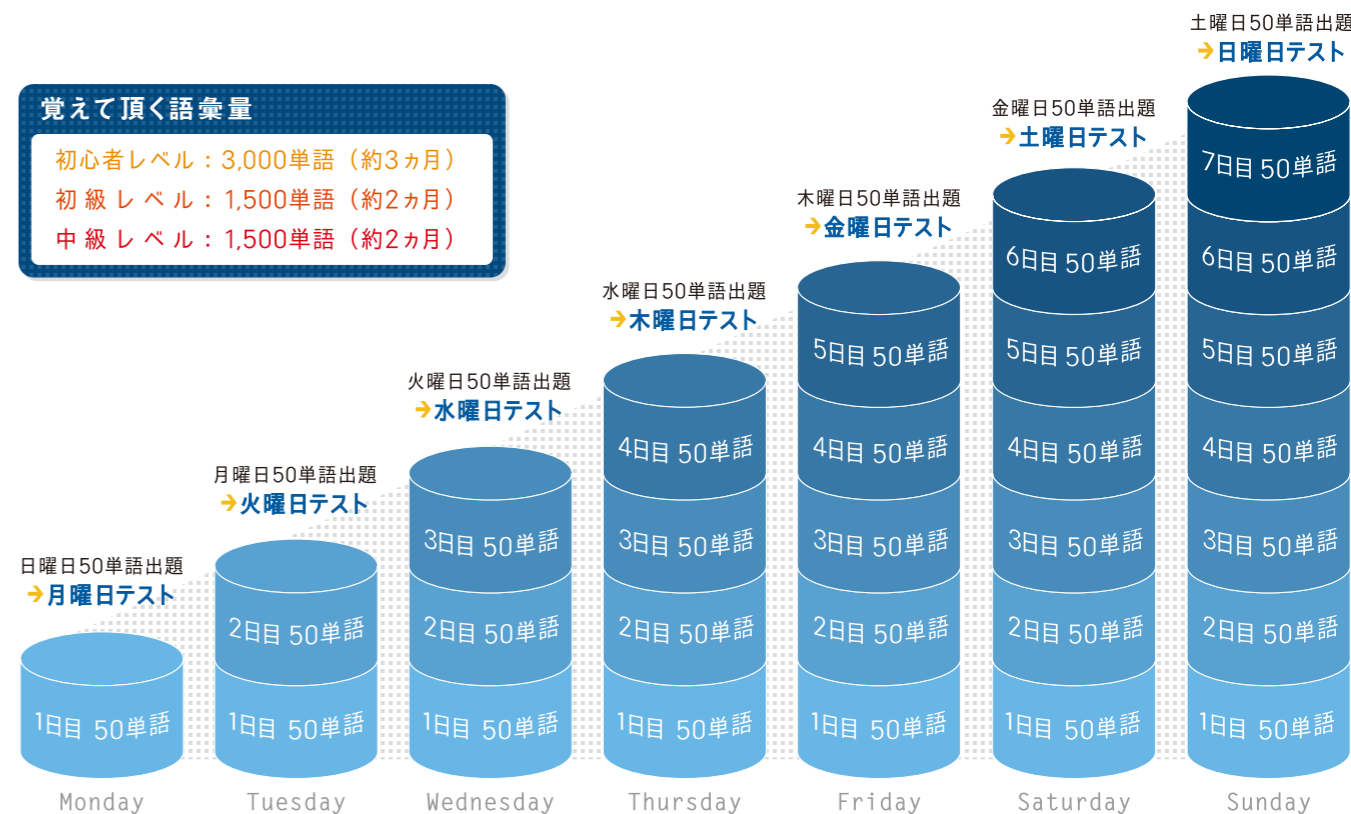 覚えて頂く語彙量
初心者レベル：3,000単語（約3ヵ月）
初級レベル：1,500単語（約2ヵ月）
中級レベル：1,500単語（約2ヵ月）
日曜日50単語出題
→月曜日テスト
1日目 50単語
Monday
月曜日50単語出題
→火曜日テスト
2日目 50単語
1日目 50単語
Tuesday
火曜日50単語出題
→水曜日テスト
3日目 50単語
2日目 50単語
1日目 50単語
Wednesday
水曜日50単語出題
→木曜日テスト
4日目 50単語
3日目 50単語
2日目 50単語
1日目 50単語
Thursday
木曜日50単語出題
→金曜日テスト
5日目 50単語
4日目 50単語
3日目 50単語
2日目 50単語
1日目 50単語
Friday
金曜日50単語出題
→土曜日テスト
6日目 50単語
5日目 50単語
4日目 50単語
3日目 50単語
2日目 50単語
1日目 50単語
Saturday
土曜日50単語出題
→日曜日テスト
7日目 50単語
6日目 50単語
5日目 50単語
4日目 50単語
3日目 50単語
2日目 50単語
1日目 50単語
Sunday